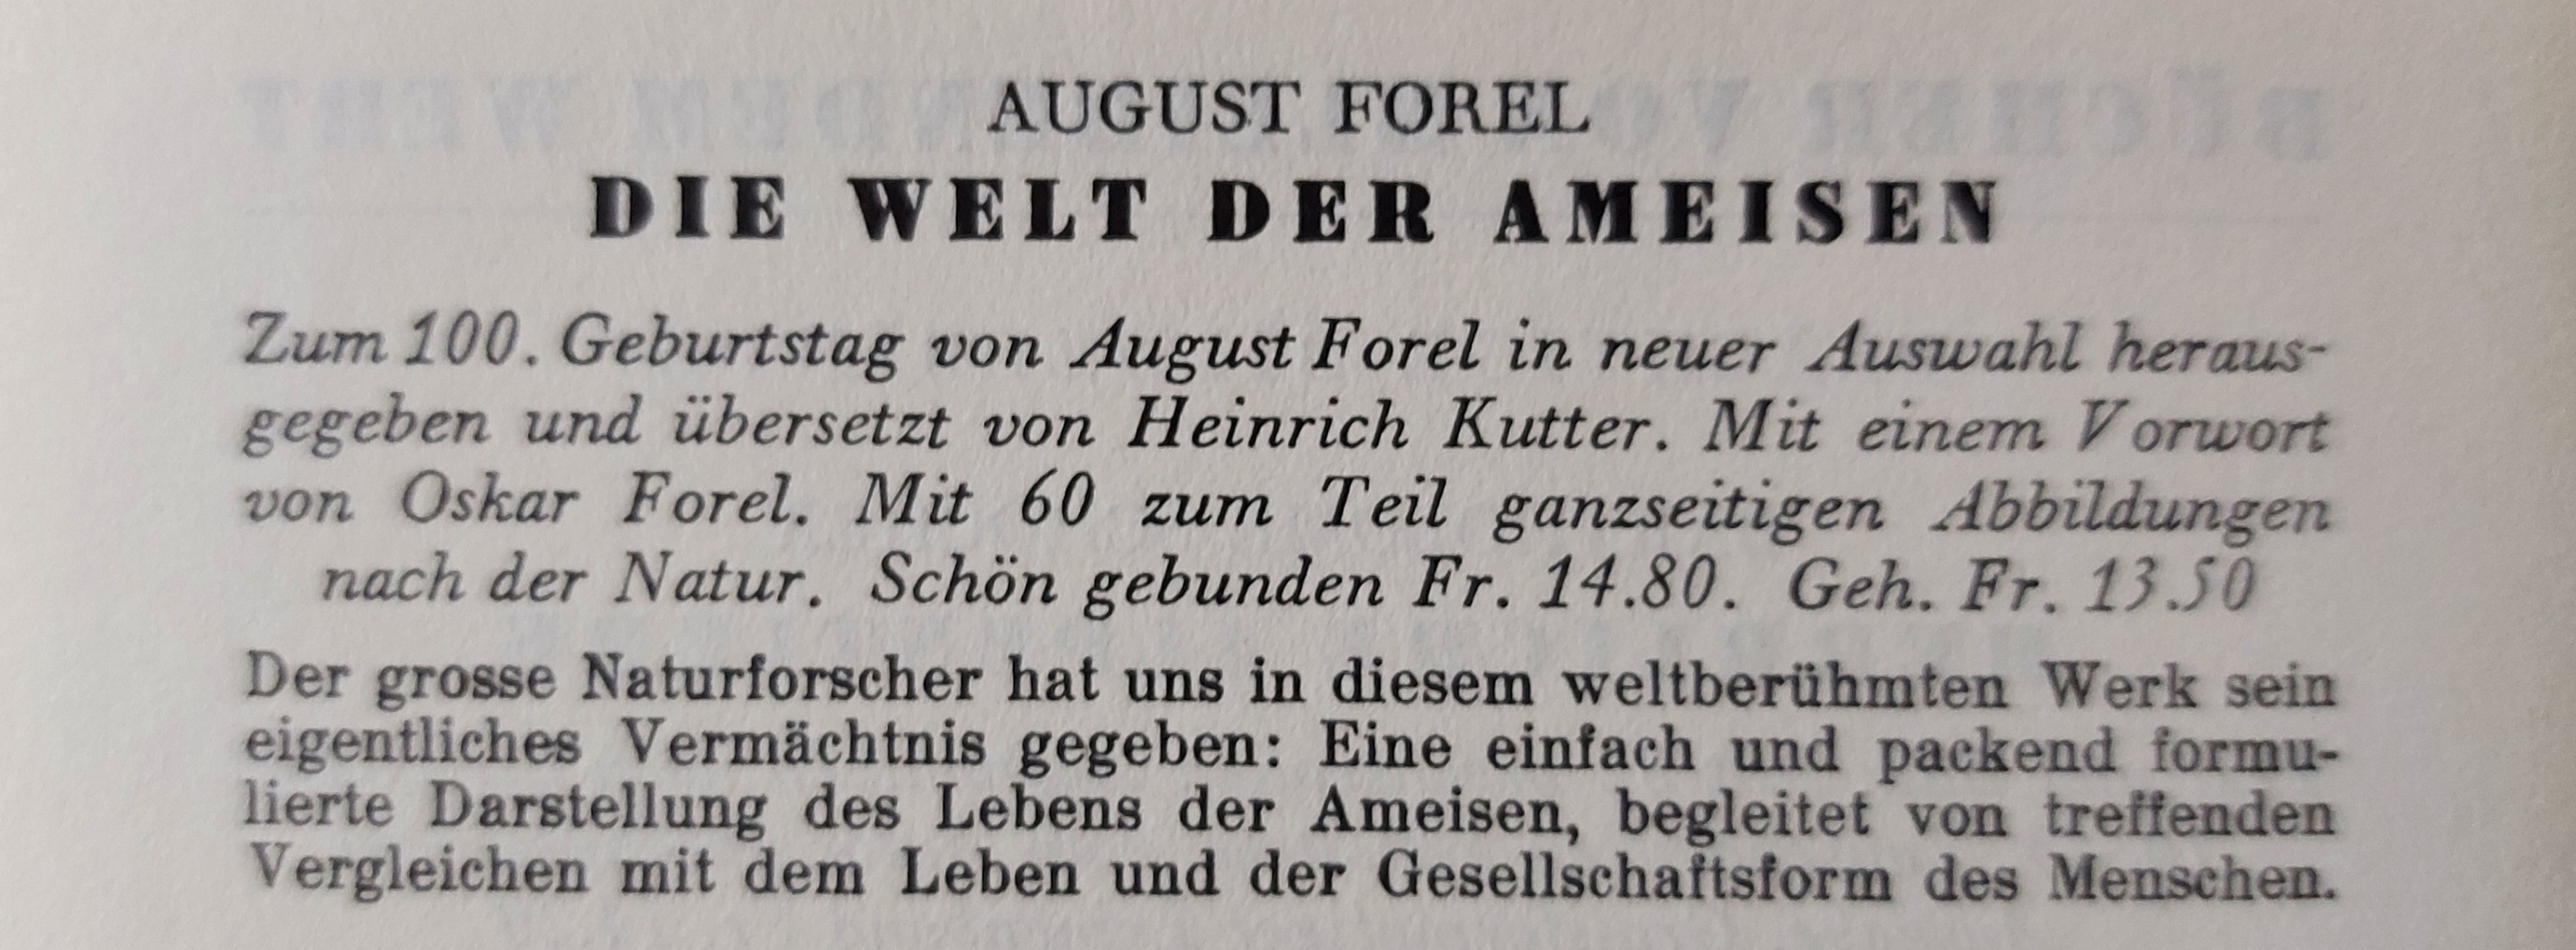 AUGUST FOREL
DIE WELT DER AMEISEN
Zum 100. Geburtstag von August Forel in neuer Auswahl heraus-
gegeben und übersetzt von Heinrich Kutter. Mit einem Vorwort
von Oskar Forel. Mit 60 zum Teil ganzseitigen Abbildungen
nach der Natur. Schön gebunden Fr. 14.80. Geh. Fr. 13.50
Der grosse Naturforscher hat uns in diesem weltberühmten Werk sein
eigentliches Vermächtnis gegeben: Eine einfach und packend formu-
lierte Darstellung des Lebens der Ameisen, begleitet von treffenden
Vergleichen mit dem Leben und der Gesellschaftsform des Menschen.